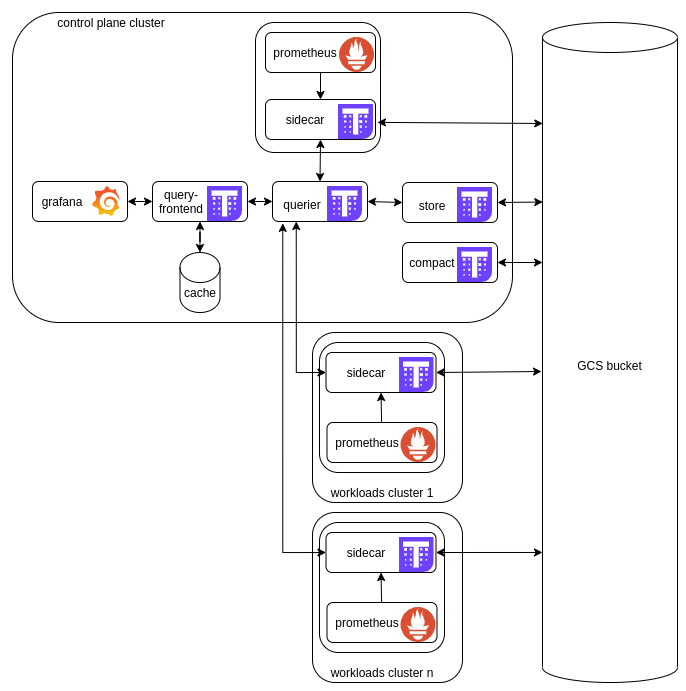 control plane cluster
prometheus
sidecar
grafana
query-
frontend
querier
store
compact
cache
GCS bucket
sidecar
prometheus
workloads cluster 1
sidecar
prometheus
workloads cluster n